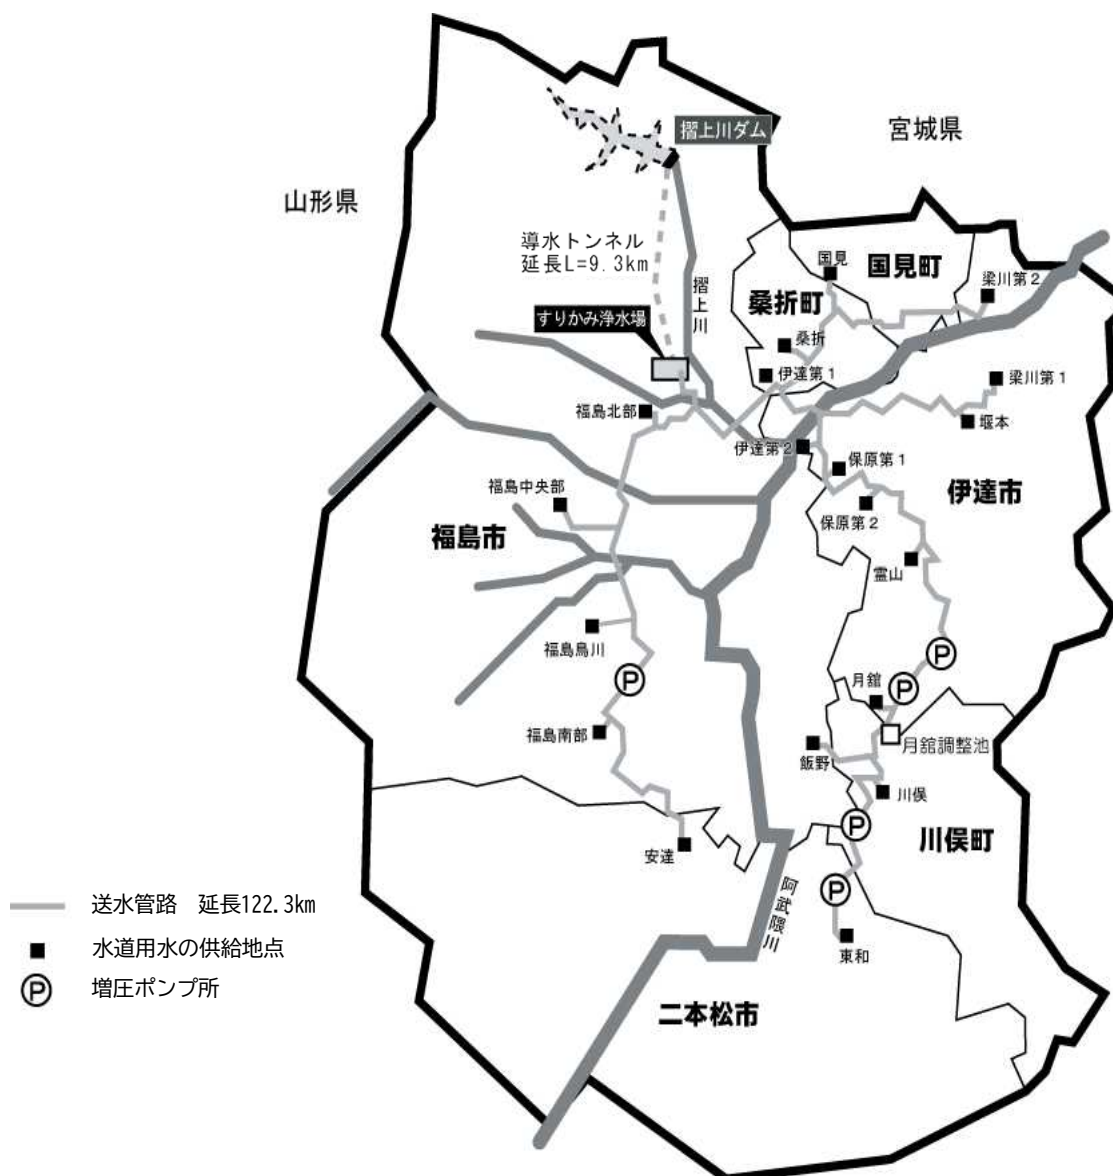 摺上川ダム
宮城県
山形県
導水トンネル
延長L=9.3km
国見
国見町
梁川第2
摺上川
桑折町
すりかみ浄水場
桑折
伊達第1
梁川第1
福島北部
堰本
伊達第2
保原第1
福島中央部
伊達市
保原第2
福島市
霊山
福島鳥川
月舘
福島南部
月舘調整池
飯野
川俣
川俣町
安達
阿武隈川
送水管路 延長122.3km
水道用水の供給地点
東和
P 増圧ポンプ所
二本松市
P
P
P
P
P